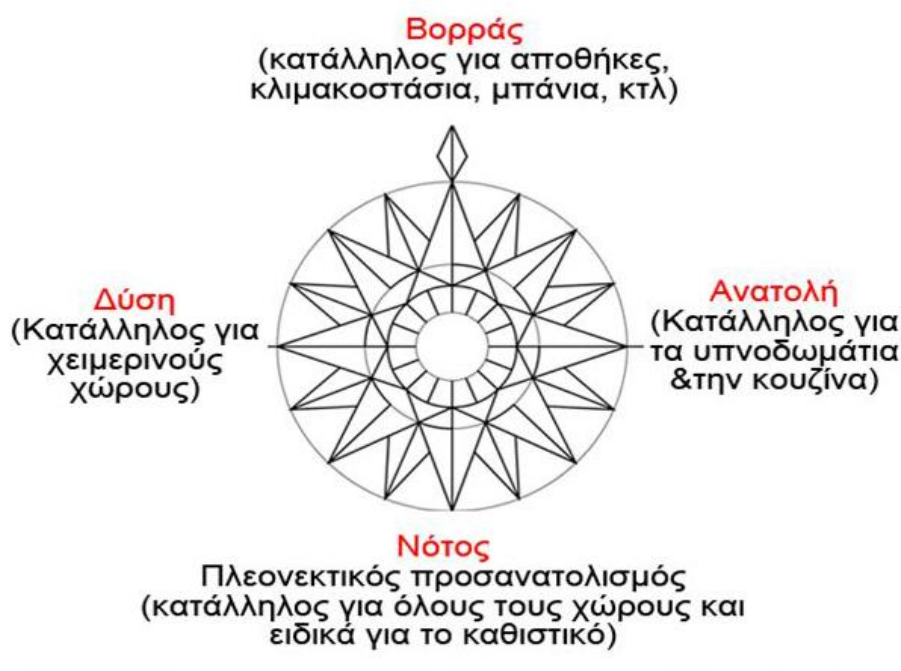 Βορράς
(κατάλληλος για αποθήκες,
κλιμακοστάσια, μπάνια, κτλ)
Δύση
(Κατάλληλος για
χειμερινούς
χώρους)
Ανατολή
(Κατάλληλος για
τα υπνοδωμάτια
&την κουζίνα)
Νότος
Πλεονεκτικός προσανατολισμός
(κατάλληλος για όλους τους χώρους και
ειδικά για το καθιστικό)